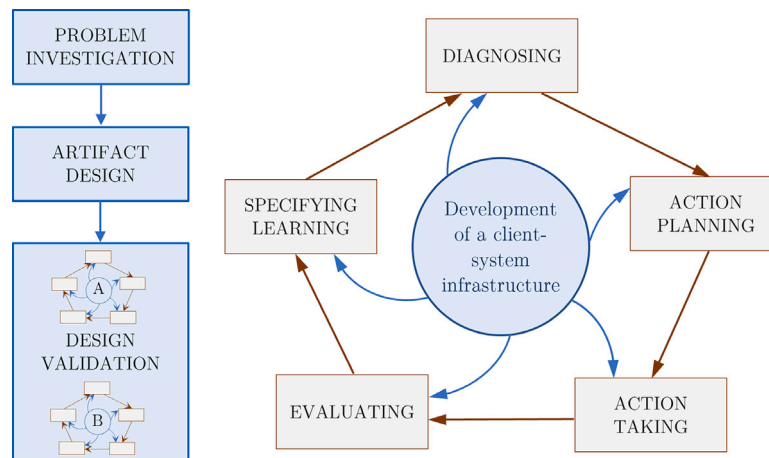 PROBLEM
INVESTIGATION
ARTIFACT
DESIGN
A
DESIGN
VALIDATION
B
DIAGNOSING
ACTION
PLANNING
ACTION
TAKING
EVALUATING
SPECIFYING
LEARNING
Development
of a client-
system
infrastructure